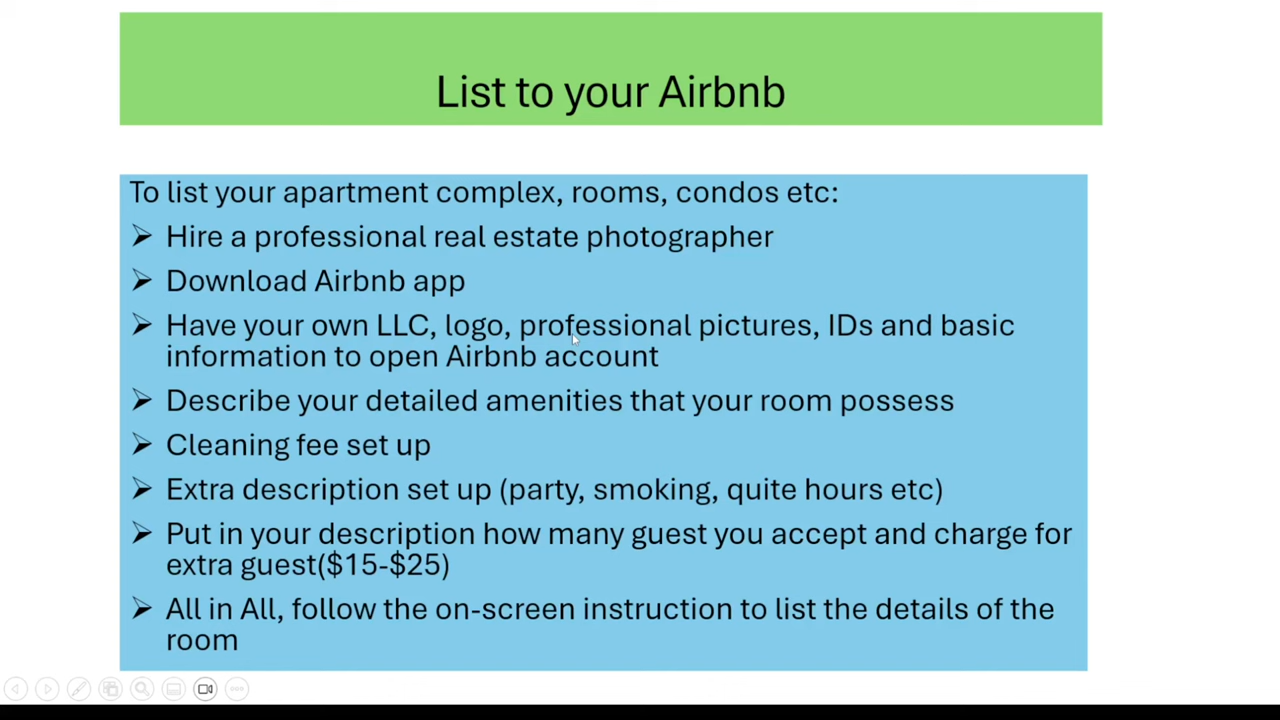 List to your Airbnb
To list your apartment complex, rooms, condos etc:
➢ Hire a professional real estate photographer
➢ Download Airbnb app
➢ Have your own LLC, logo, professional pictures, IDs and basic
information to open Airbnb account
➢ Describe your detailed amenities that your room possess
➢ Cleaning fee set up
➢ Extra description set up (party, smoking, quite hours etc)
➢ Put in your description how many guest you accept and charge for
extra guest($15-$25)
➢ All in All, follow the on-screen instruction to list the details of the
room